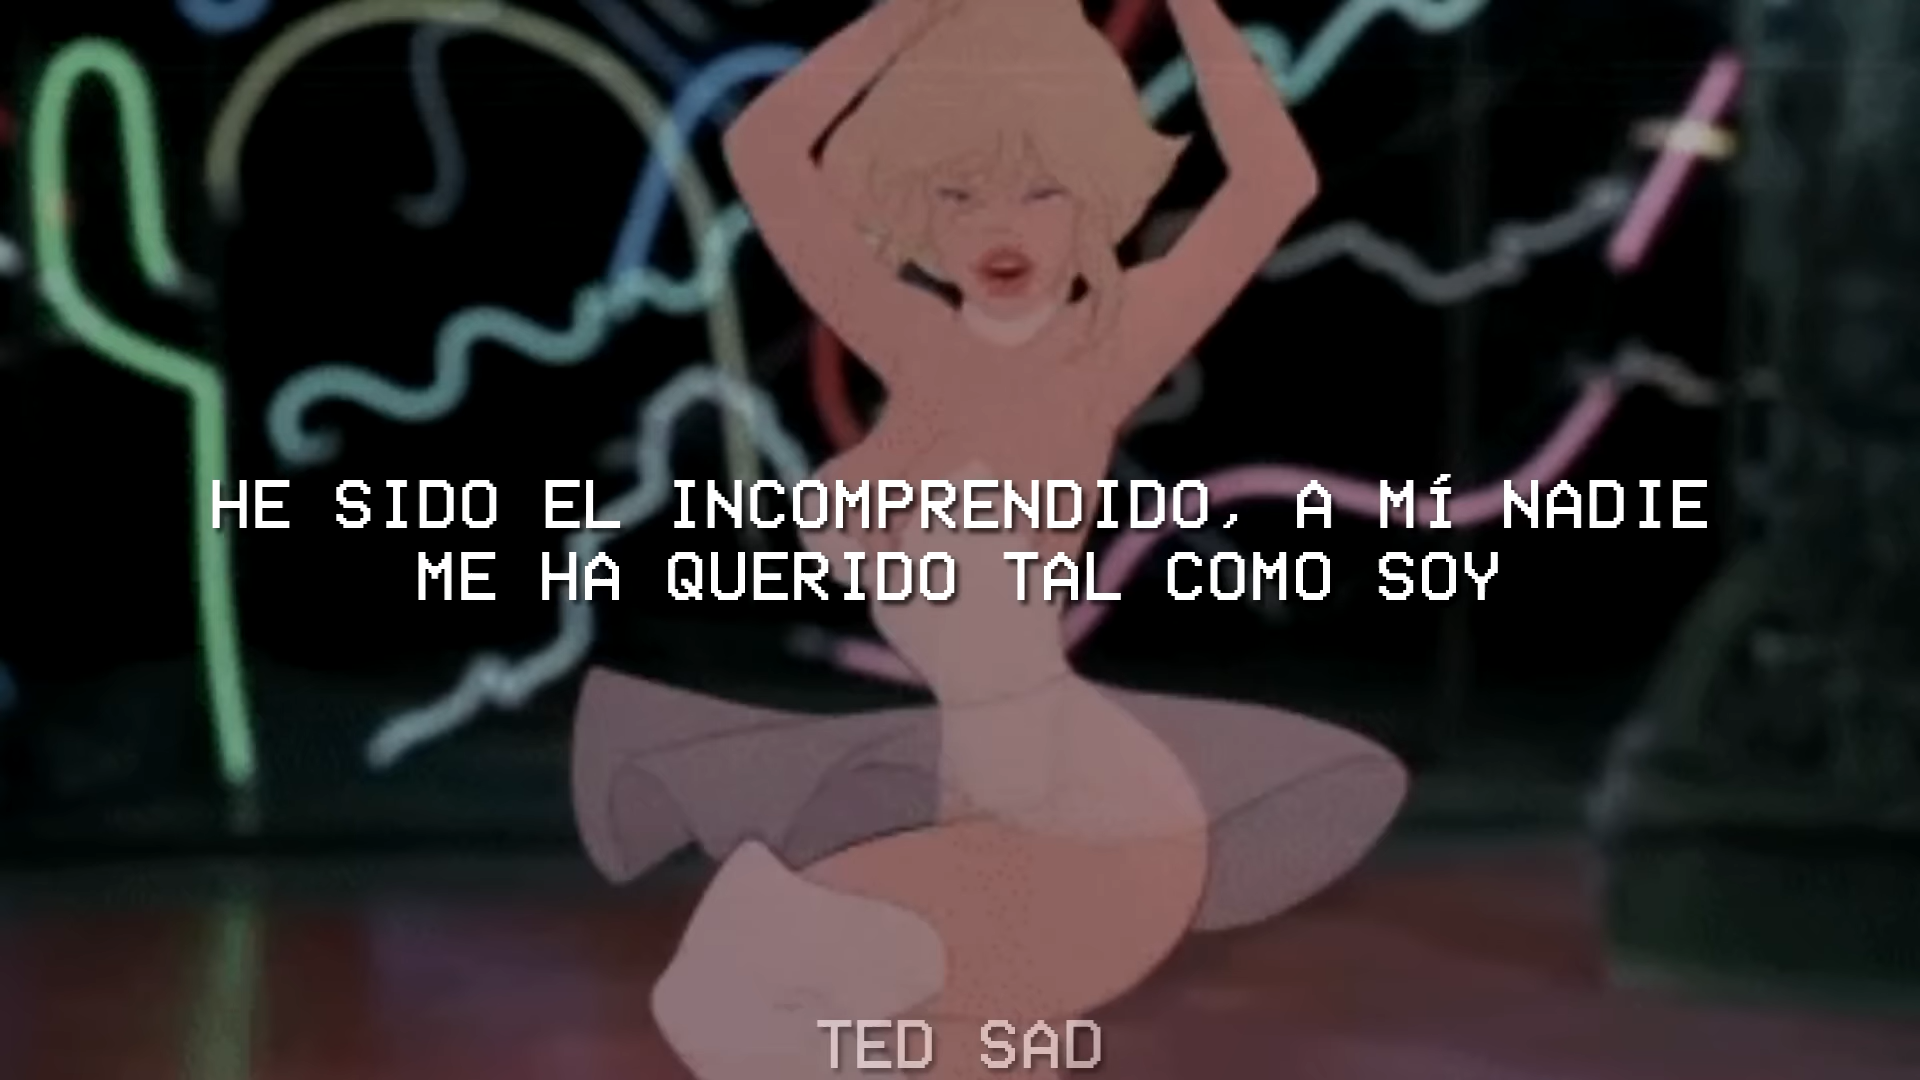 HE SIDO EL INCOMPRENDIDO, A MÍ NADIE
ME HA QUERIDO TAL COMO SOY
TED SAD